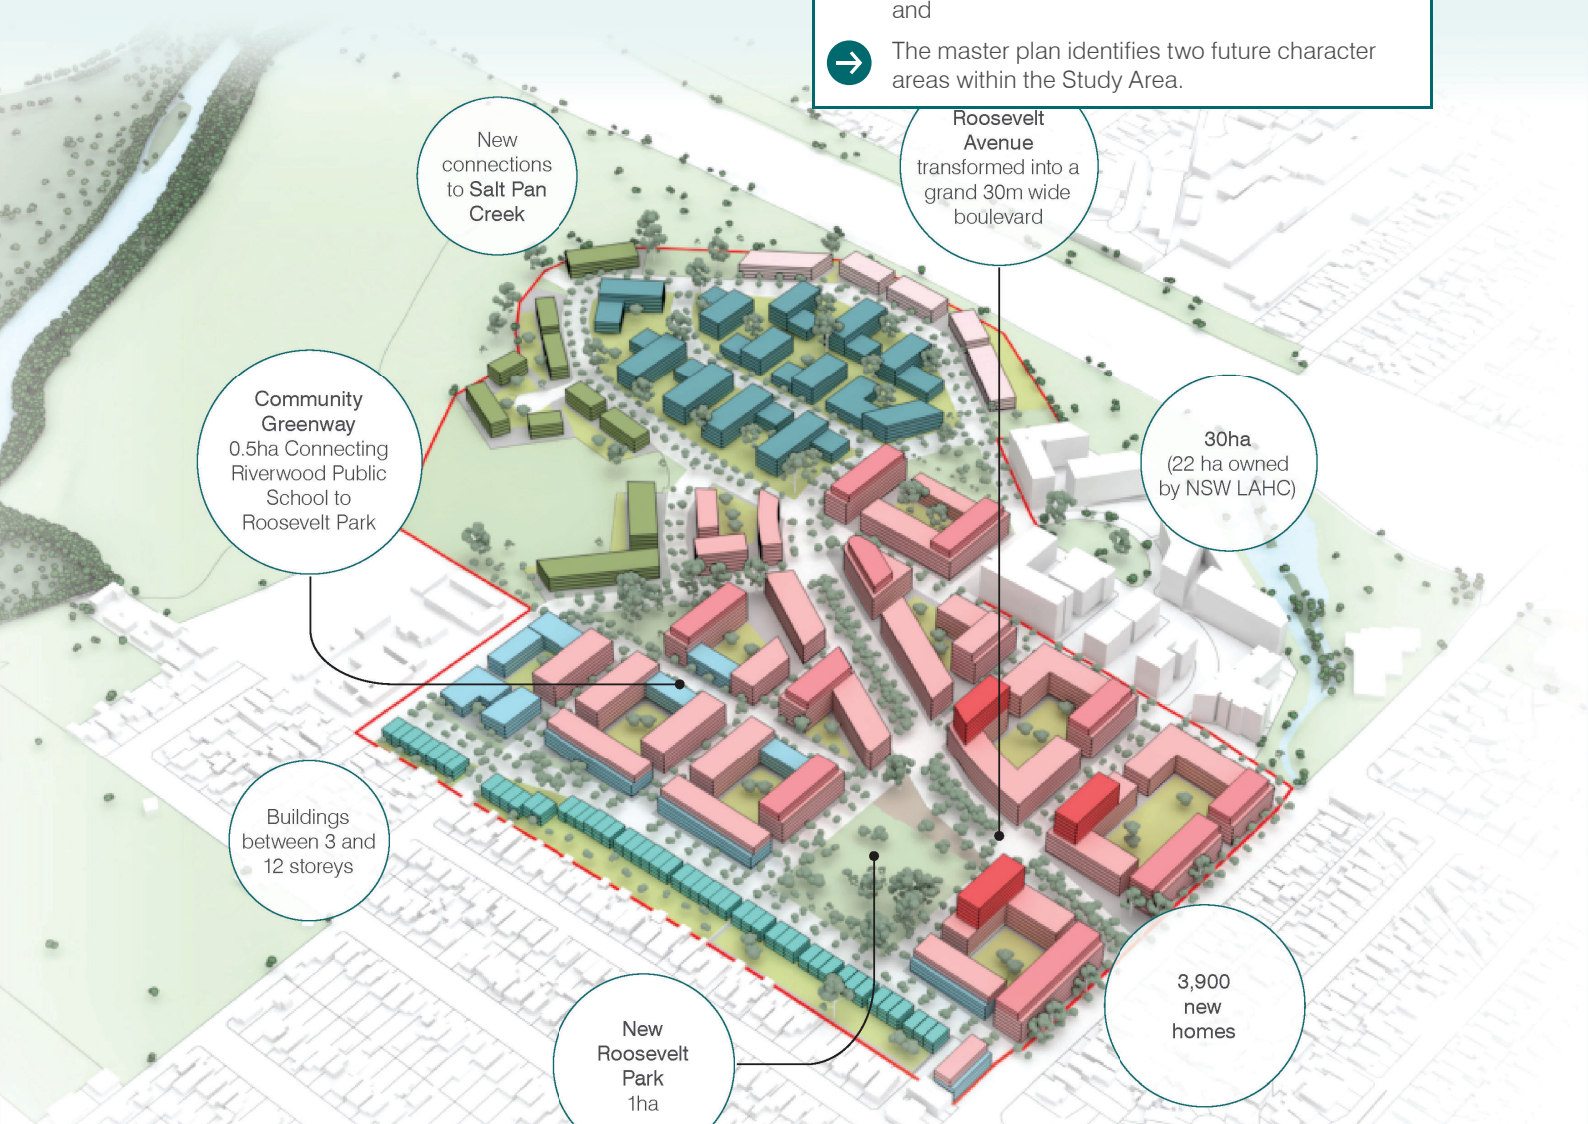 and
The master plan identifies two future character
areas within the Study Area.
New
connections
to Salt Pan
Creek
Roosevelt
Avenue
transformed into a
grand 30m wide
boulevard
Community
Greenway
0.5ha Connecting
Riverwood Public
School to
Roosevelt Park
30ha
(22 ha owned
by NSW LAHC)
Buildings
between 3 and
12 storeys
3,900
new
homes
New
Roosevelt
Park
1ha